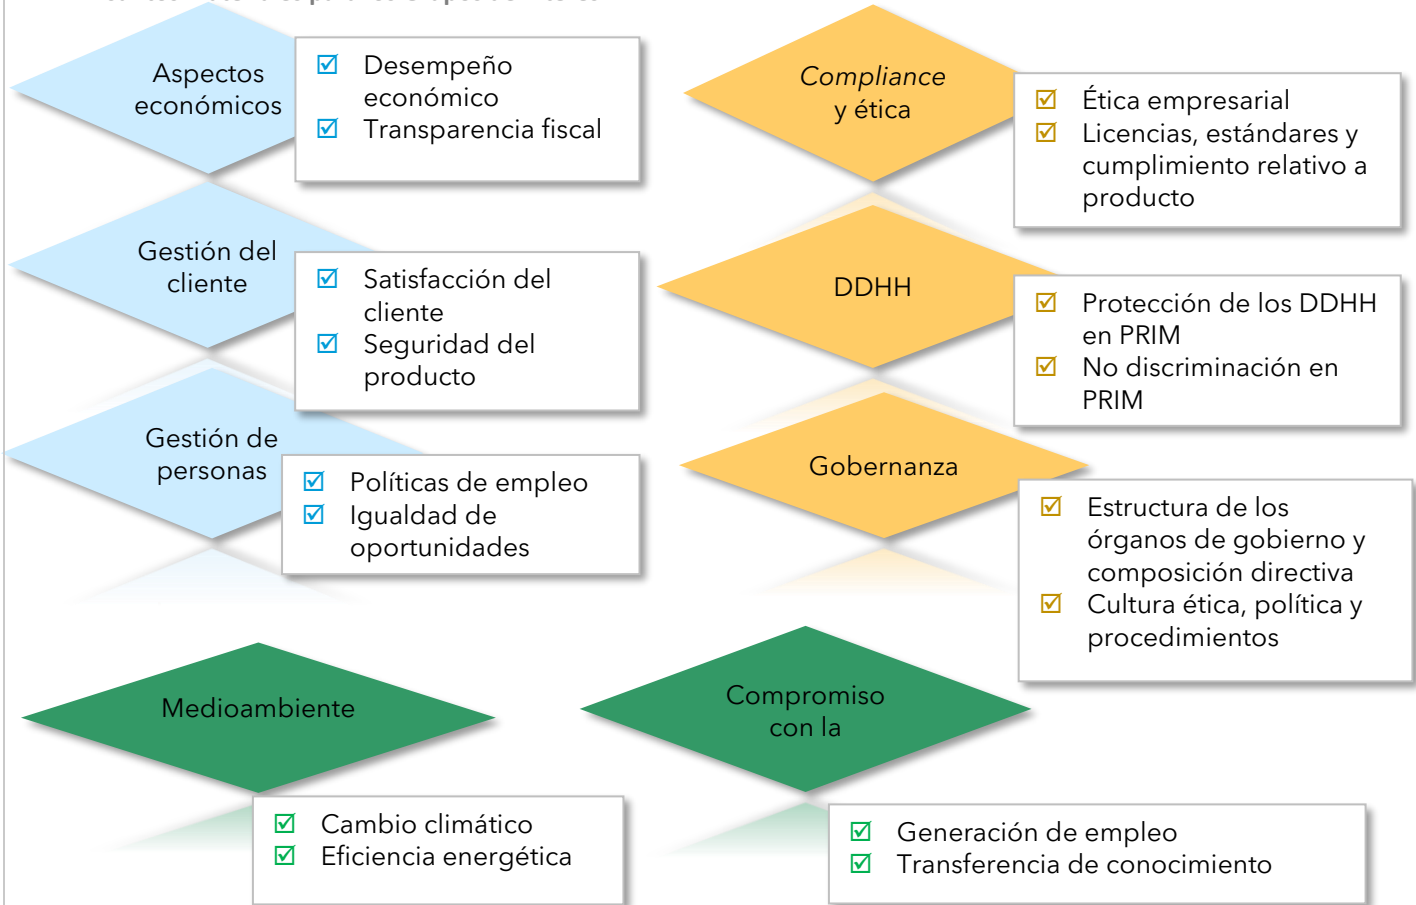 Aspectos
económicos
Desempeño
económico
Transparencia fiscal
Compliance
y ética
Ética empresarial
Licencias, estándares y
cumplimiento relativo a
producto
Gestión del
cliente
Satisfacción del
cliente
Seguridad del
producto
DDHH
Protección de los DDHH
en PRIM
No discriminación en
PRIM
Gestión de
personas
Políticas de empleo
Igualdad de
oportunidades
Gobernanza
Estructura de los
órganos de gobierno y
composición directiva
Cultura ética, política y
procedimientos
Medioambiente
Cambio climático
Eficiencia energética
Compromiso
con la
Generación de empleo
Transferencia de conocimiento